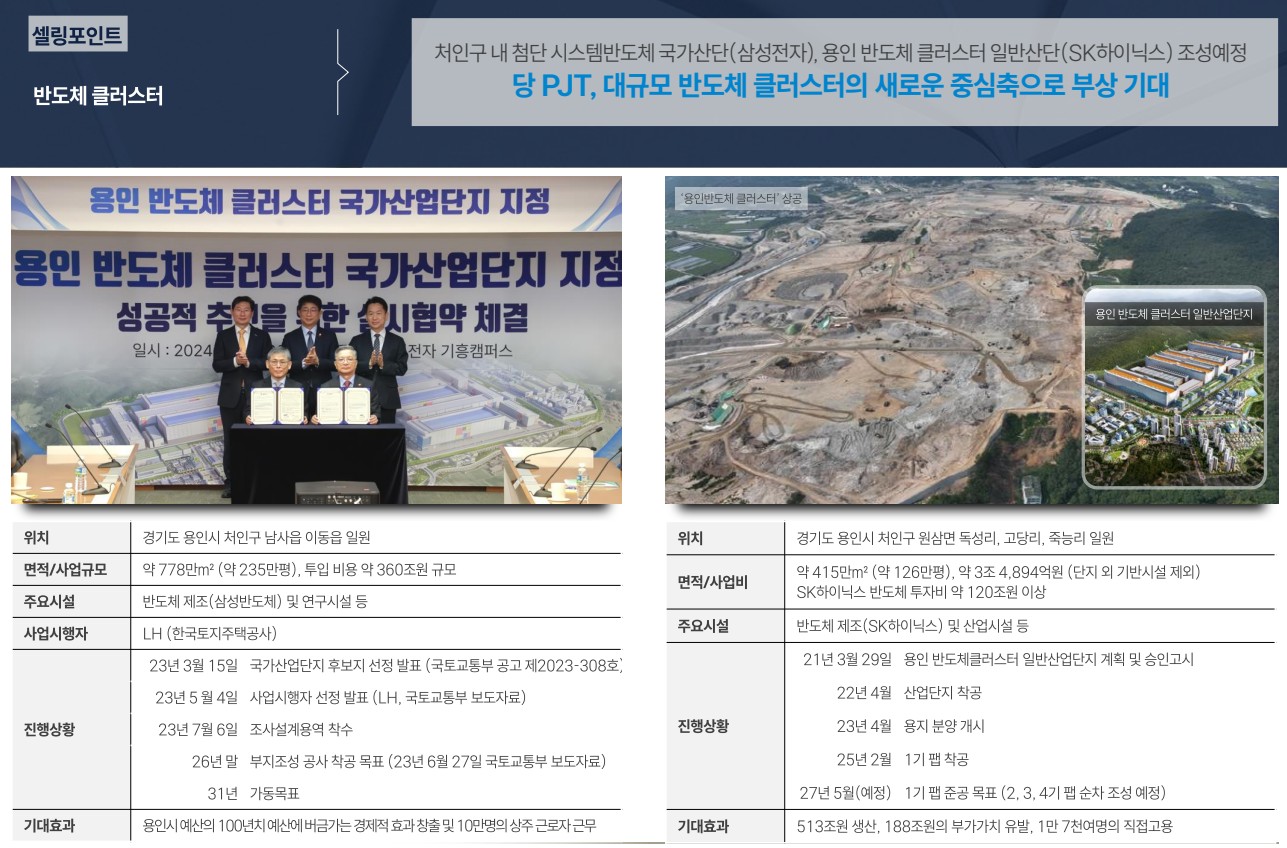 셀링포인트
반도체 클러스터
처인구 내 첨단 시스템반도체 국가산단(삼성전자), 용인 반도체 클러스터 일반산단(SK하이닉스) 조성예정
당 PJT, 대규모 반도체 클러스터의 새로운 중심축으로 부상 기대
용인 반도체 클러스터 국가산업단지 지정
용인 반도체 클러스터 국가산업단지 지정
성공적 한 실시협약 체결
일시 : 2024 전자 기흥캠퍼스
위치 경기도 용인시 처인구 남사읍 이동읍 일원
면적/사업규모 약 778만m² (약 235만평), 투입 비용 약 360조원 규모
주요시설 반도체 제조(삼성반도체) 및 연구시설 등
사업시행자 LH (한국토지주택공사)
진행상황
23년 3월 15일 국가산업단지 후보지 선정 발표 (국토교통부 공고 제2023-308호)
23년 5 월 4일 사업시행자 선정 발표 (LH, 국토교통부 보도자료)
23년 7월 6일 조사설계용역 착수
26년 말 부지조성 공사 착공 목표 (23년 6월 27일 국토교통부 보도자료)
31년 가동목표
기대효과 용인시 예산의 100년치 예산에 버금가는 경제적 효과 창출 및 10만명의 상주 근로자 근무
'용인반도체 클러스터' 상공
용인 반도체 클러스터 일반산업단지
위치 경기도 용인시 처인구 원삼면 독성리, 고당리, 죽능리 일원
면적/사업비 약 415만m² (약 126만평), 약 3조 4,894억원 (단지 외 기반시설 제외)
SK하이닉스 반도체 투자비 약 120조원 이상
주요시설 반도체 제조(SK하이닉스) 및 산업시설 등
진행상황
21년 3월 29일 용인 반도체클러스터 일반산업단지 계획 및 승인고시
22년 4월 산업단지 착공
23년 4월 용지 분양 개시
25년 2월 1기 팹 착공
27년 5월(예정) 1기 팹 준공 목표 (2, 3, 4기 팹 순차 조성 예정)
기대효과 513조원 생산, 188조원의 부가가치 유발, 1만 7천여명의 직접고용